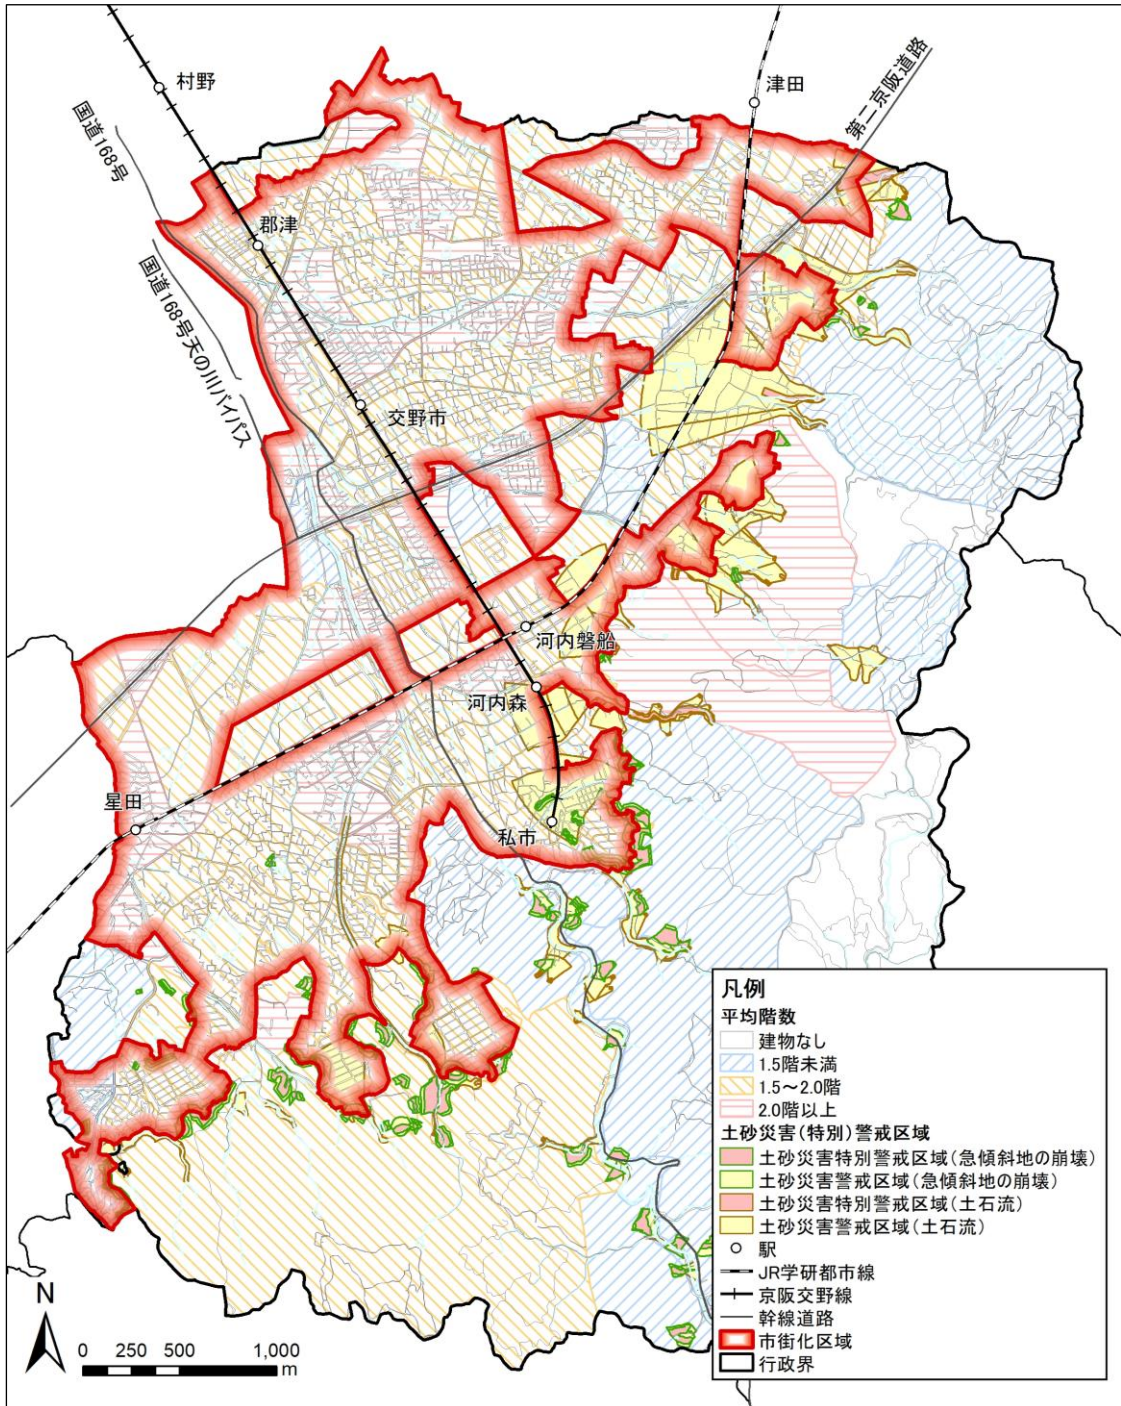 村野
津田
第二京阪道路
国道168号
郡津
国道168号天の川バイパス
交野市
河内磐船
河内森
星田
私市
凡例
平均階数
建物なし
1.5階未満
1.5～2.0階
2.0階以上
土砂災害(特別)警戒区域
土砂災害特別警戒区域(急傾斜地の崩壊)
土砂災害警戒区域(急傾斜地の崩壊)
土砂災害特別警戒区域(土石流)
土砂災害警戒区域(土石流)
駅
JR学研都市線
京阪交野線
幹線道路
市街化区域
行政界
N
0 250 500 1,000
m